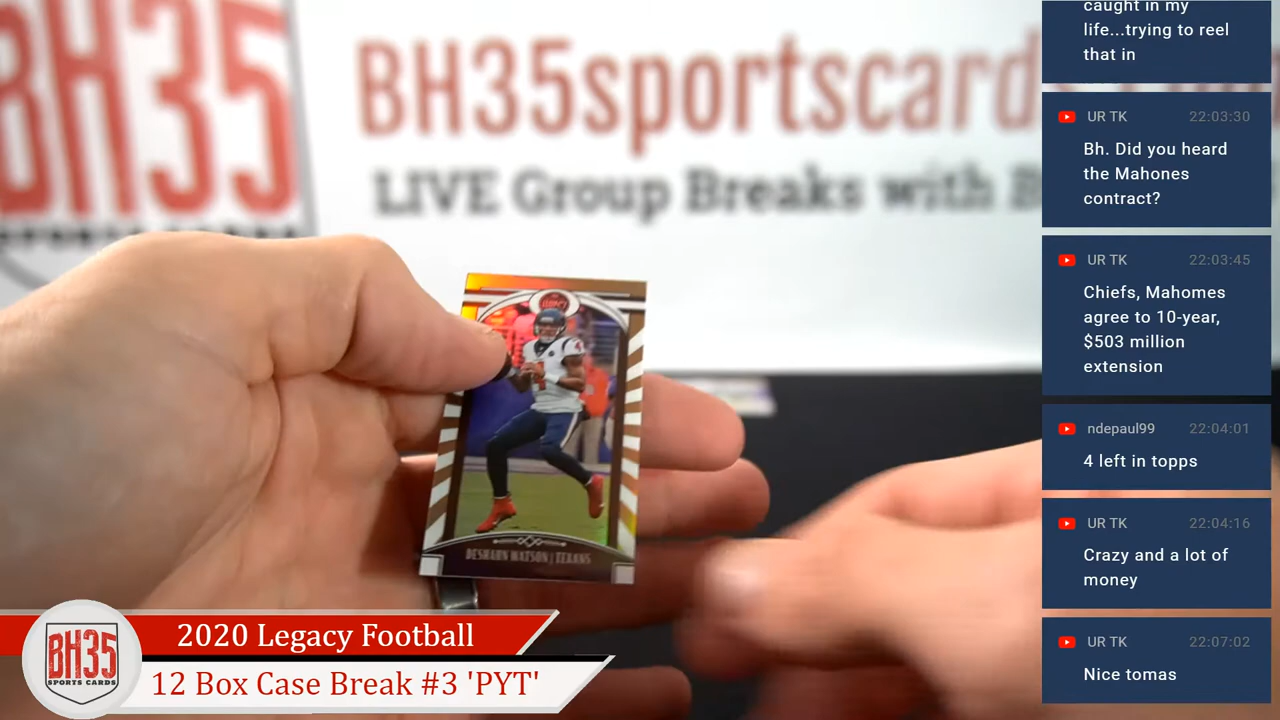 BH35
SPORTS CARDS
BH35sportscard
LIVE Group Breaks with B
LEGACY
DESHAUN WATSON | TEXANS
2020 Legacy Football
12 Box Case Break #3 'PYT'
BH35
SPORTS CARDS
caught in my
life...trying to reel
that in
UR TK 22:03:30
Bh. Did you heard
the Mahones
contract?
UR TK 22:03:45
Chiefs, Mahomes
agree to 10-year,
$503 million
extension
ndepaul99 22:04:01
4 left in topps
UR TK 22:04:16
Crazy and a lot of
money
UR TK 22:07:02
Nice tomas